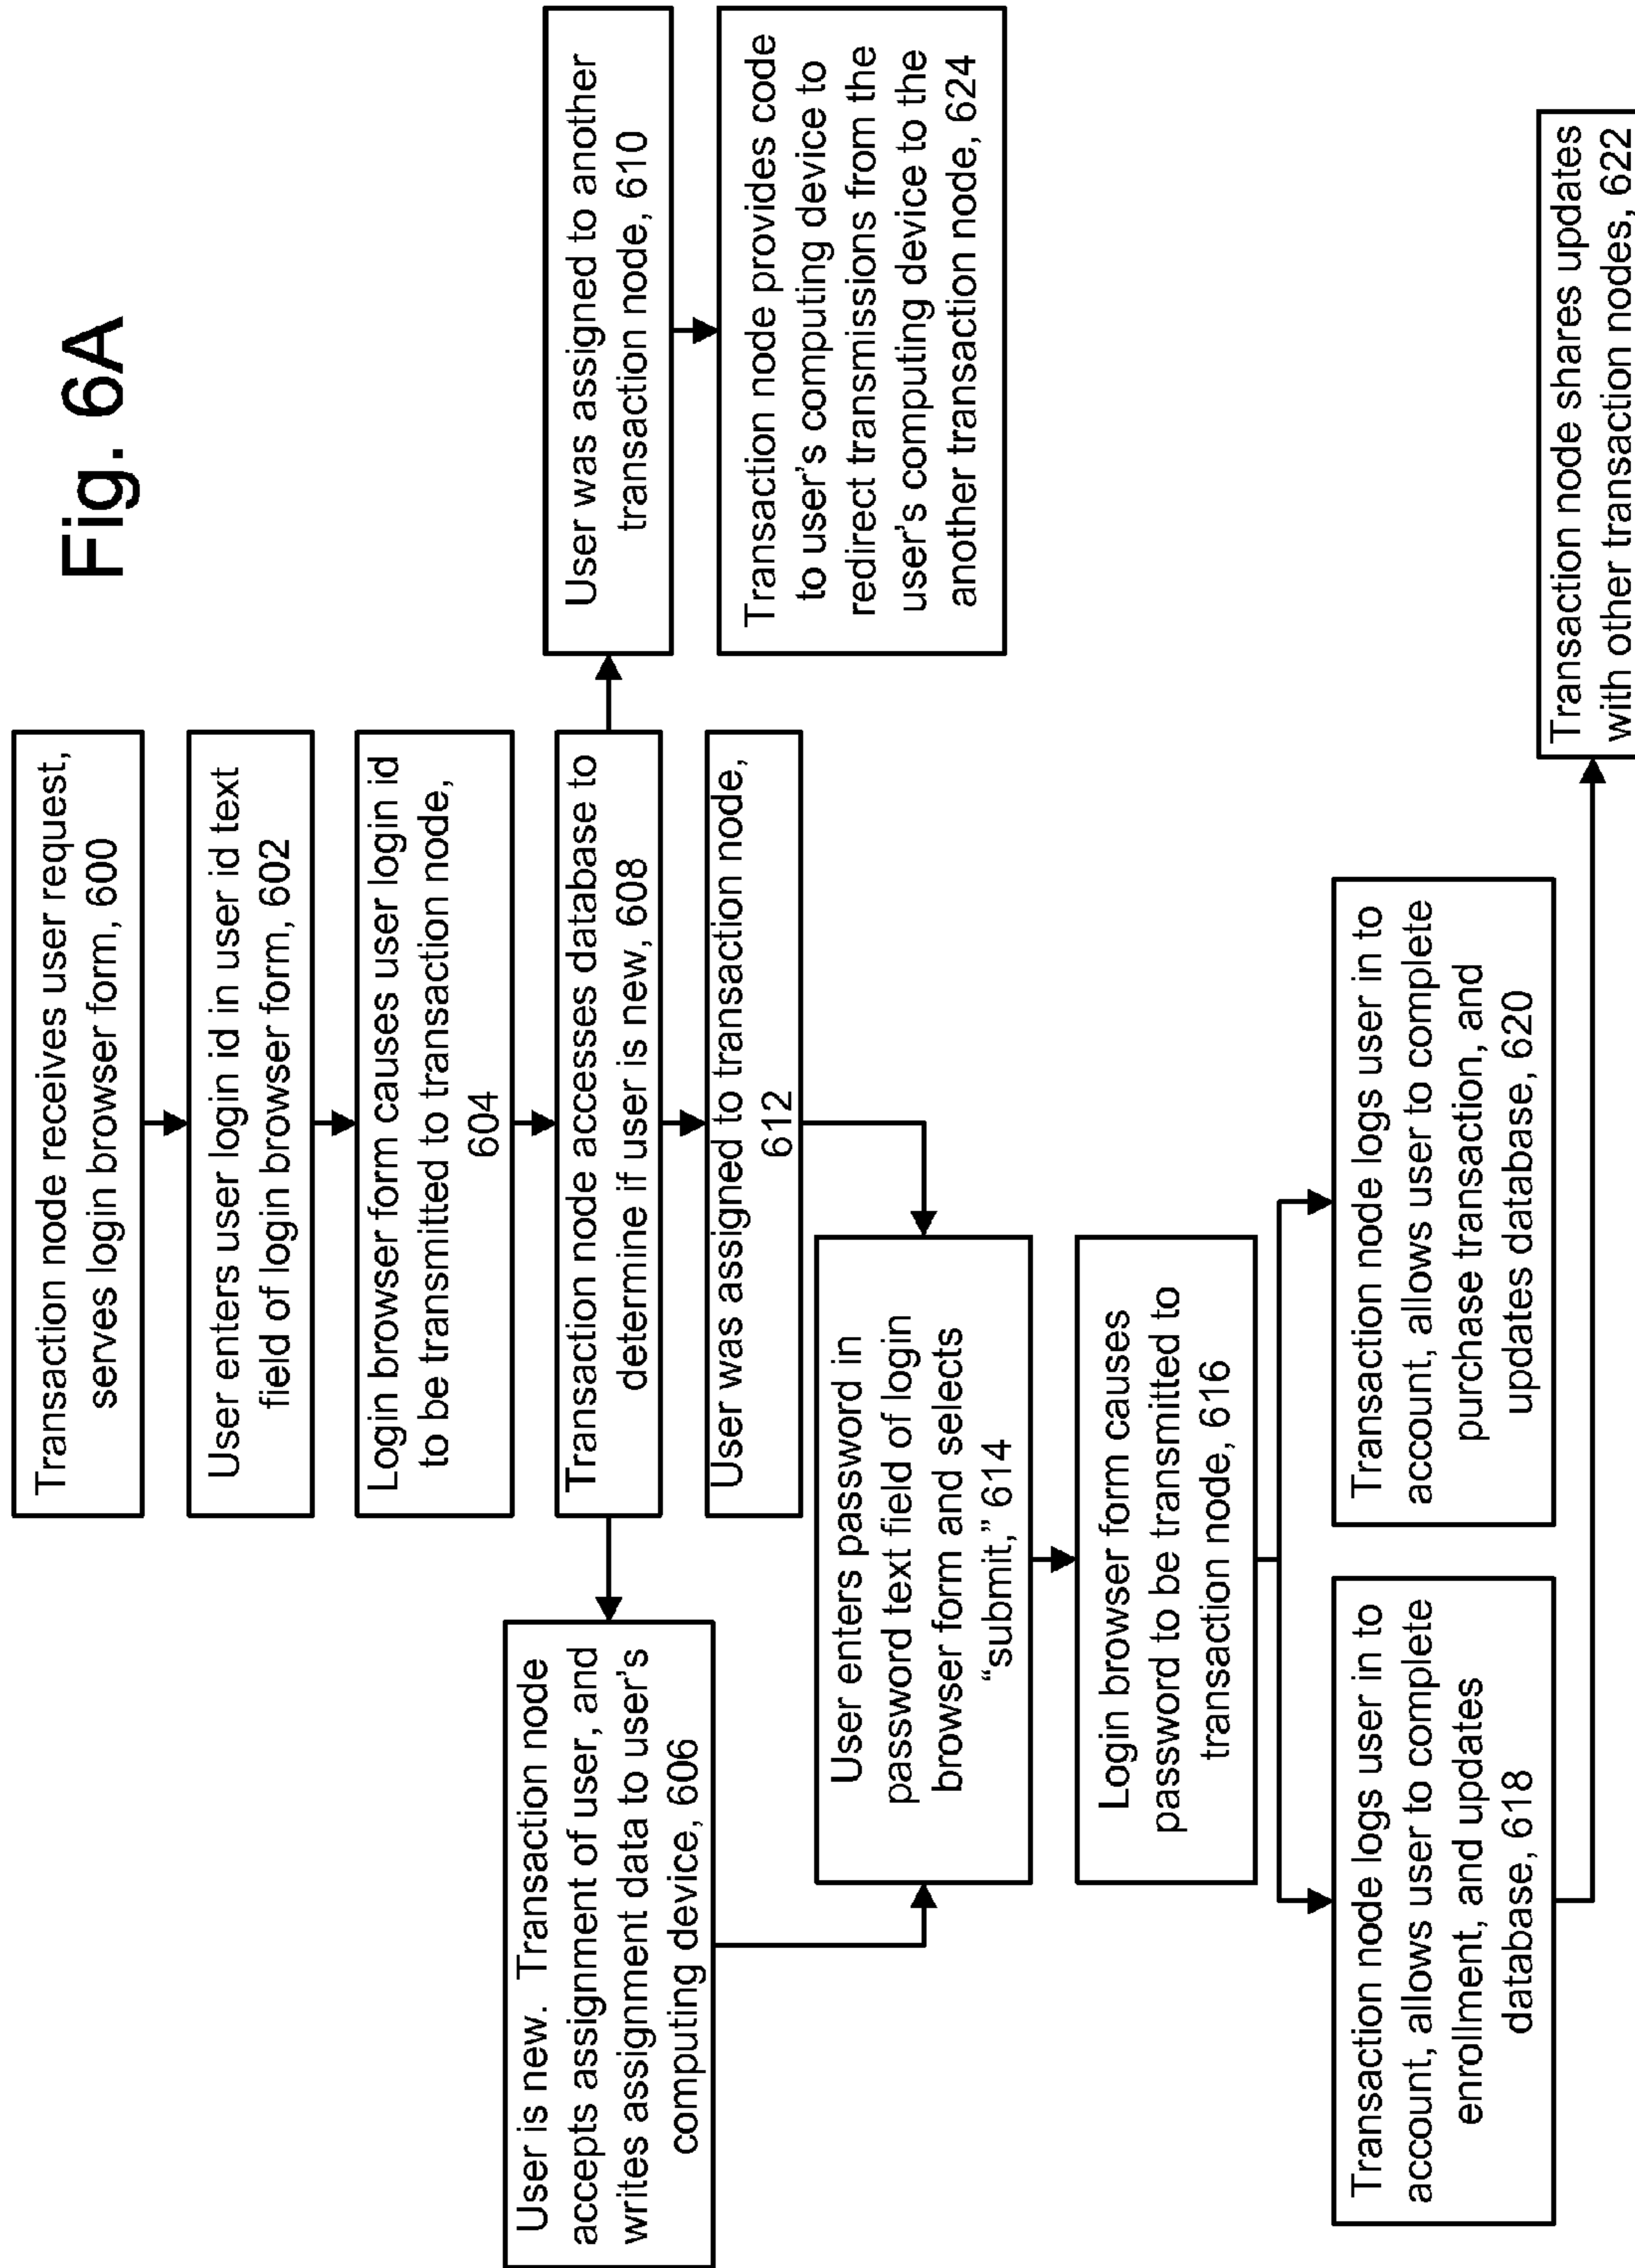 Fig. 6A
Transaction node receives user request,
serves login browser form, 600
User enters user login id in user id text
field of login browser form, 602
Login browser form causes user login id
to be transmitted to transaction node,
604
Transaction node accesses database to
determine if user is new, 608
User was assigned to another
transaction node, 610
Transaction node provides code
to user's computing device to
redirect transmissions from the
user's computing device to the
another transaction node, 624
User was assigned to transaction node,
612
User is new. Transaction node
accepts assignment of user, and
writes assignment data to user's
computing device, 606
User enters password in
password text field of login
browser form and selects
“submit,” 614
Login browser form causes
password to be transmitted to
transaction node, 616
Transaction node logs user in to
account, allows user to complete
enrollment, and updates
database, 618
Transaction node logs user in to
account, allows user to complete
purchase transaction, and
updates database, 620
Transaction node shares updates
with other transaction nodes, 622